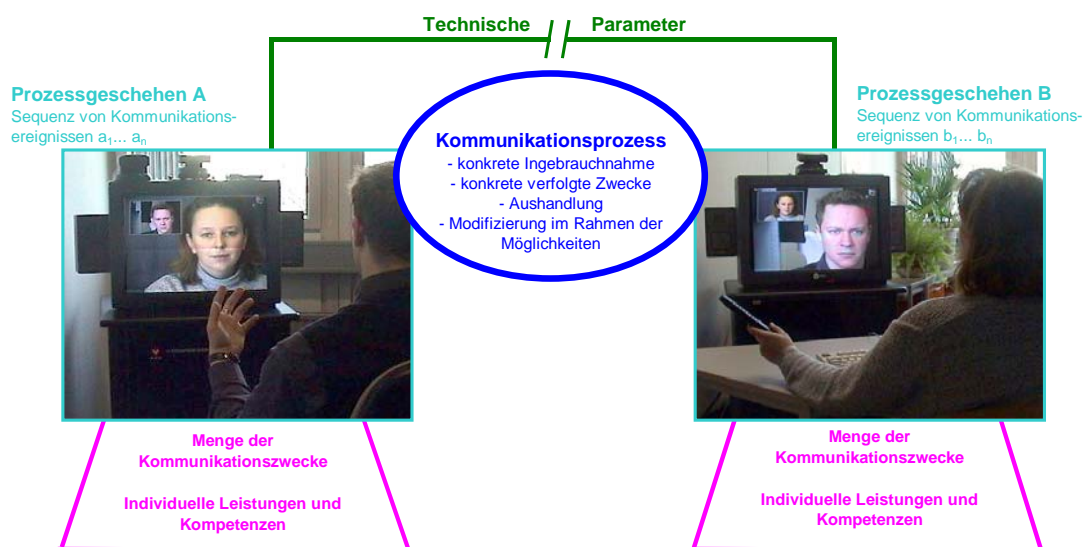 Technische Parameter
Prozessgeschehen A
Sequenz von Kommunikations-
ereignissen a1... an
Kommunikationsprozess
- konkrete Ingebrauchnahme
- konkrete verfolgte Zwecke
- Aushandlung
- Modifizierung im Rahmen der
Möglichkeiten
Prozessgeschehen B
Sequenz von Kommunikations-
ereignissen b1... bn
Menge der
Kommunikationszwecke
Individuelle Leistungen und
Kompetenzen
Menge der
Kommunikationszwecke
Individuelle Leistungen und
Kompetenzen